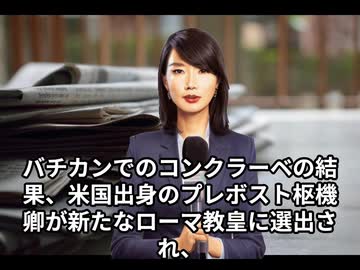 バチカンでのコンクラーベの結
果、米国出身のプレボスト枢機
卿が新たなローマ教皇に選出さ
れ、